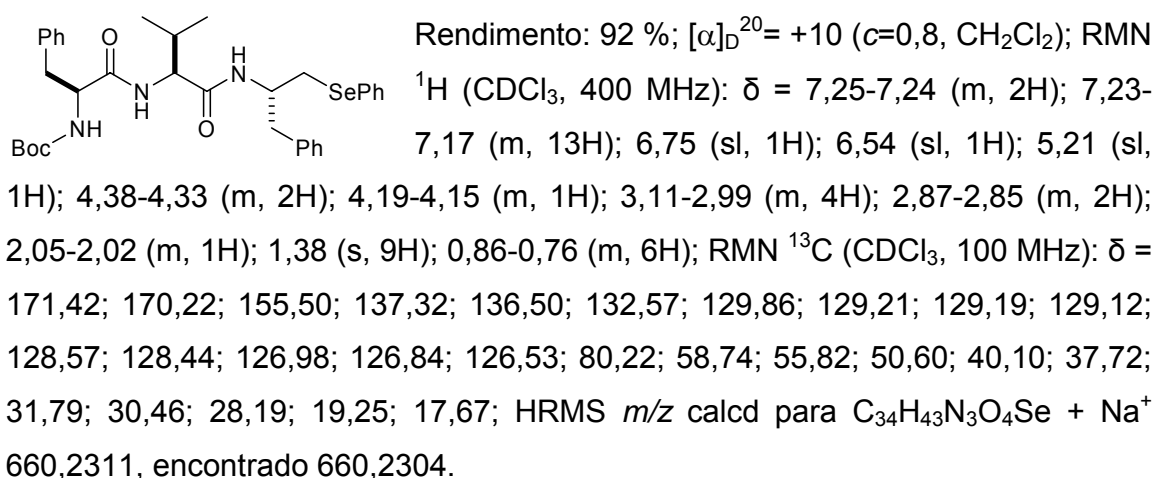 Ph
O
H
N
N
H
O
SePh
NH
Boc
Ph
Rendimento: 92 %; [α]D20= +10 (c=0,8, CH2Cl2); RMN
1H (CDCl3, 400 MHz): δ = 7,25-7,24 (m, 2H); 7,23-
7,17 (m, 13H); 6,75 (sl, 1H); 6,54 (sl, 1H); 5,21 (sl,
1H); 4,38-4,33 (m, 2H); 4,19-4,15 (m, 1H); 3,11-2,99 (m, 4H); 2,87-2,85 (m, 2H);
2,05-2,02 (m, 1H); 1,38 (s, 9H); 0,86-0,76 (m, 6H); RMN 13C (CDCl3, 100 MHz): δ =
171,42; 170,22; 155,50; 137,32; 136,50; 132,57; 129,86; 129,21; 129,19; 129,12;
128,57; 128,44; 126,98; 126,84; 126,53; 80,22; 58,74; 55,82; 50,60; 40,10; 37,72;
31,79; 30,46; 28,19; 19,25; 17,67; HRMS m/z calcd para C34H43N3O4Se + Na+
660,2311, encontrado 660,2304.